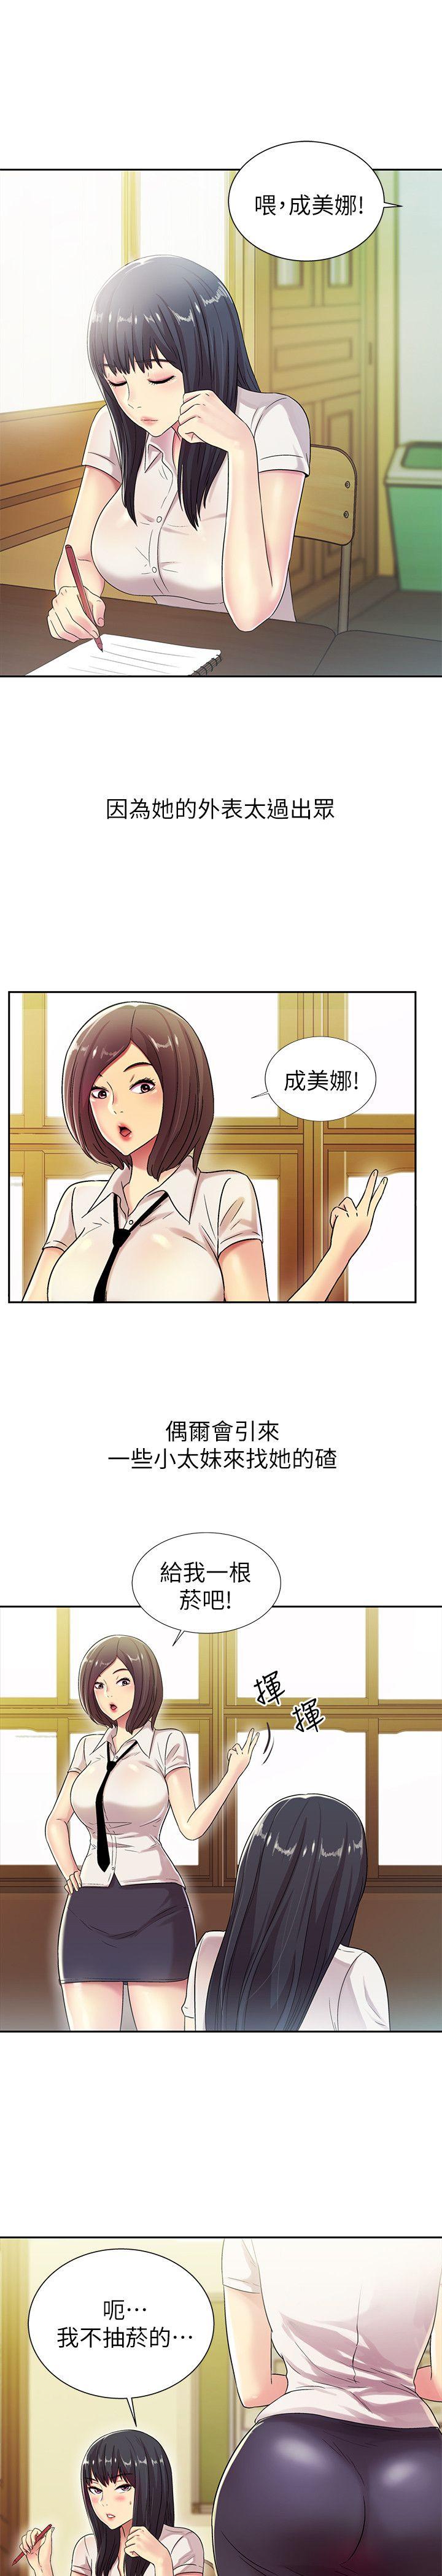 喂，成美娜!
因為她的外表太過出眾
成美娜!
偶爾會引來
一些小太妹來找她的碴
給我一根
菸吧!
揮
揮
呃…
我不抽菸的…